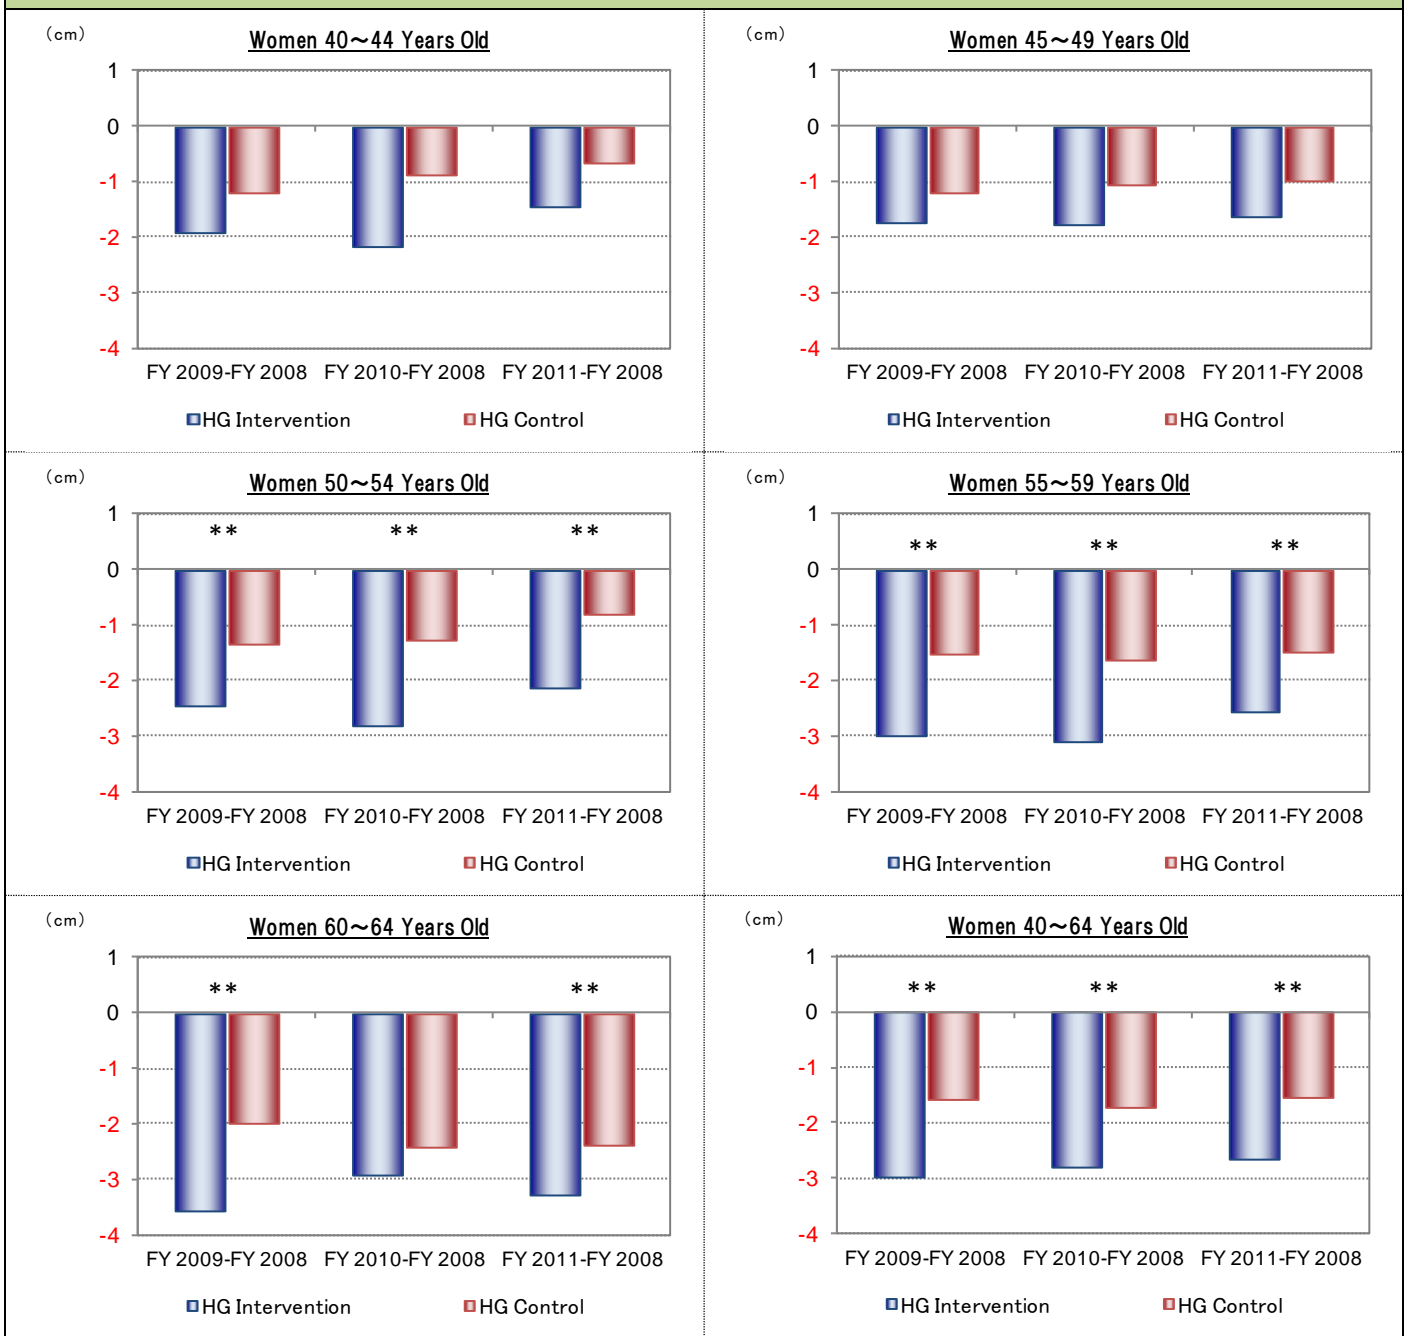 （cm）
Women 40～44 Years Old
1
0
-1
-2
-3
-4
FY 2009-FY 2008 FY 2010-FY 2008 FY 2011-FY 2008
HG Intervention HG Control
（cm）
Women 45～49 Years Old
1
0
-1
-2
-3
-4
FY 2009-FY 2008 FY 2010-FY 2008 FY 2011-FY 2008
HG Intervention HG Control
（cm）
Women 50～54 Years Old
1
** ** **
0
-1
-2
-3
-4
FY 2009-FY 2008 FY 2010-FY 2008 FY 2011-FY 2008
HG Intervention HG Control
（cm）
Women 55～59 Years Old
1
** ** **
0
-1
-2
-3
-4
FY 2009-FY 2008 FY 2010-FY 2008 FY 2011-FY 2008
HG Intervention HG Control
（cm）
Women 60～64 Years Old
1
** **
0
-1
-2
-3
-4
FY 2009-FY 2008 FY 2010-FY 2008 FY 2011-FY 2008
HG Intervention HG Control
（cm）
Women 40～64 Years Old
1
** ** **
0
-1
-2
-3
-4
FY 2009-FY 2008 FY 2010-FY 2008 FY 2011-FY 2008
HG Intervention HG Control